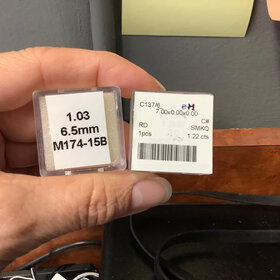 1.03
6.5mm
M174-15B
C137/6
7.00x0.00x0.00
C#
RD
SMKQ
1pcs
1.22 cts